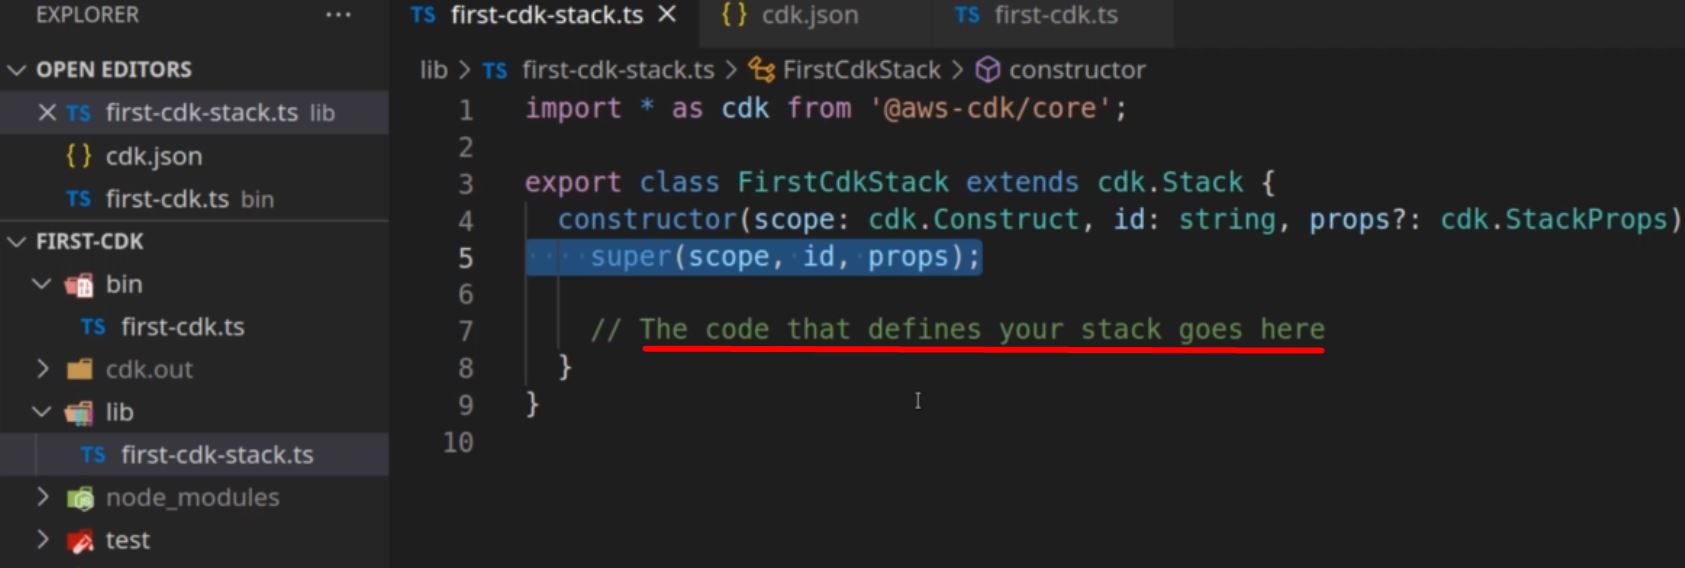 EXPLORER ···
TS first-cdk-stack.ts
{} cdk.json
TS first-cdk.ts
OPEN EDITORS
TS first-cdk-stack.ts lib
{} cdk.json
TS first-cdk.ts bin
FIRST-CDK
bin
TS first-cdk.ts
cdk.out
lib
TS first-cdk-stack.ts
node_modules
test
lib > TS first-cdk-stack.ts > FirstCdkStack > constructor
1 import * as cdk from '@aws-cdk/core';
2
3 export class FirstCdkStack extends cdk.Stack {
4 constructor(scope: cdk.Construct, id: string, props?: cdk.StackProps)
5 super(scope, id, props);
6
7 // The code that defines your stack goes here
8 }
9 }
10